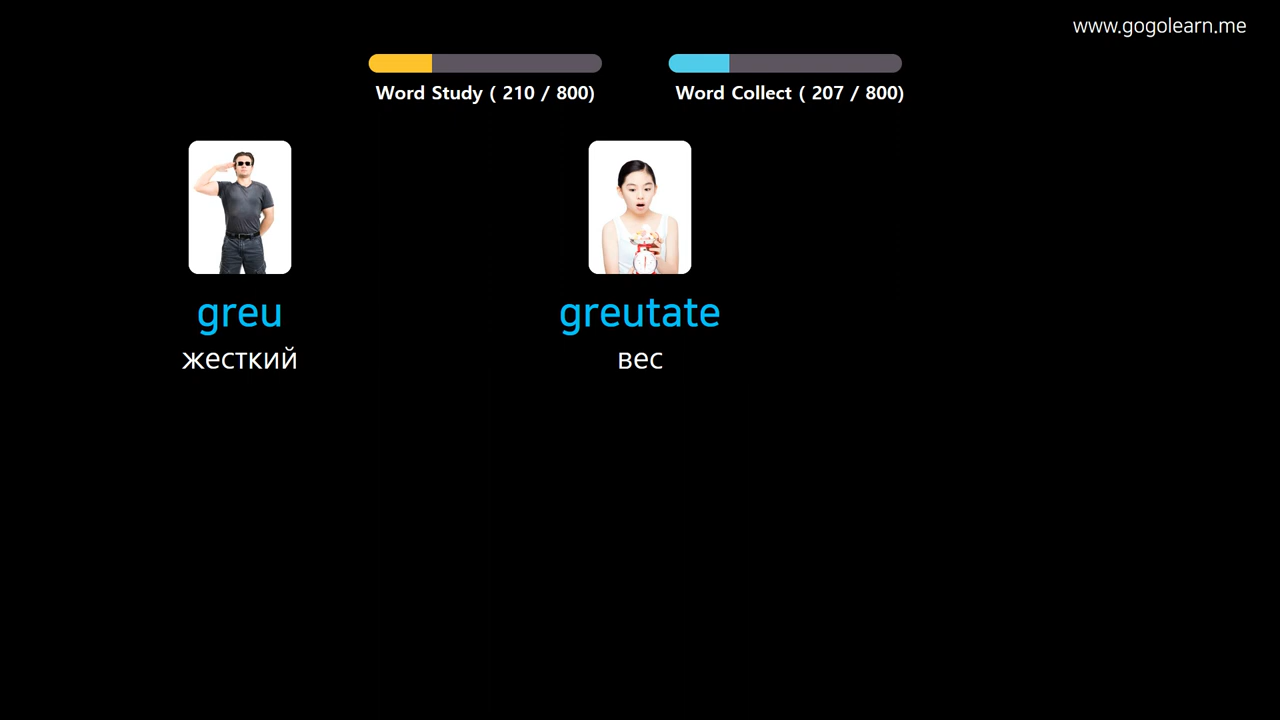 www.gogolearn.me
Word Study ( 210 / 800)
Word Collect ( 207 / 800)
greu
greutate
жесткий
вес